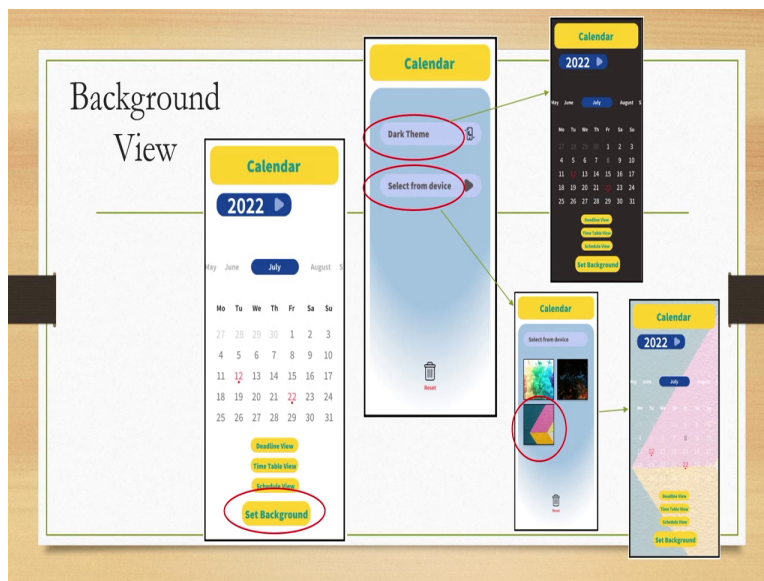 Background
View
Calendar
2022
May June July August S
Mo Tu We Th Fr Sa Su
27 28 29 30 1 2 3
4 5 6 7 8 9 10
11 12 13 14 15 16 17
18 19 20 21 22 23 24
25 26 27 28 29 30 31
Deadline View
Time Table View
Schedule View
Set Background
Calendar
Dark Theme
Select from device
Reset
Calendar
2022
May June July August S
Mo Tu We Th Fr Sa Su
27 28 29 30 1 2 3
4 5 6 7 8 9 10
11 12 13 14 15 16 17
18 19 20 21 22 23 24
25 26 27 28 29 30 31
Deadline View
Time Table View
Schedule View
Set Background
Calendar
Select from device
Reset
Calendar
2022
July
12
22
Deadline View
Time Table View
Schedule View
Set Background